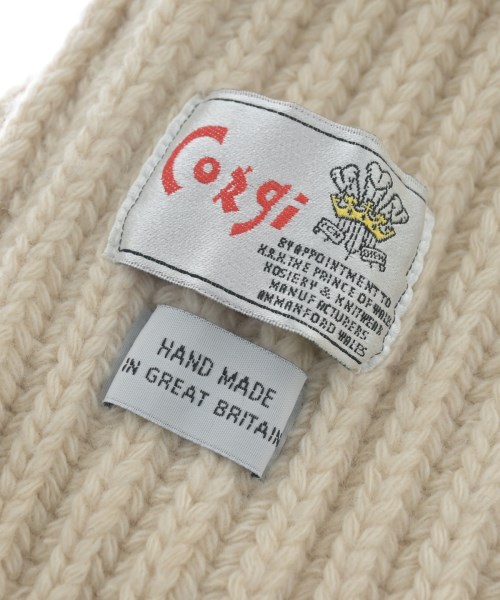 Corgi
BY APPOINTMENT TO
H.R.H. THE PRINCE OF WALES
HOSIERY & KNITWEAR
MANUFACTURERS
AMMANFORD WALES
HAND MADE
IN GREAT BRITAIN